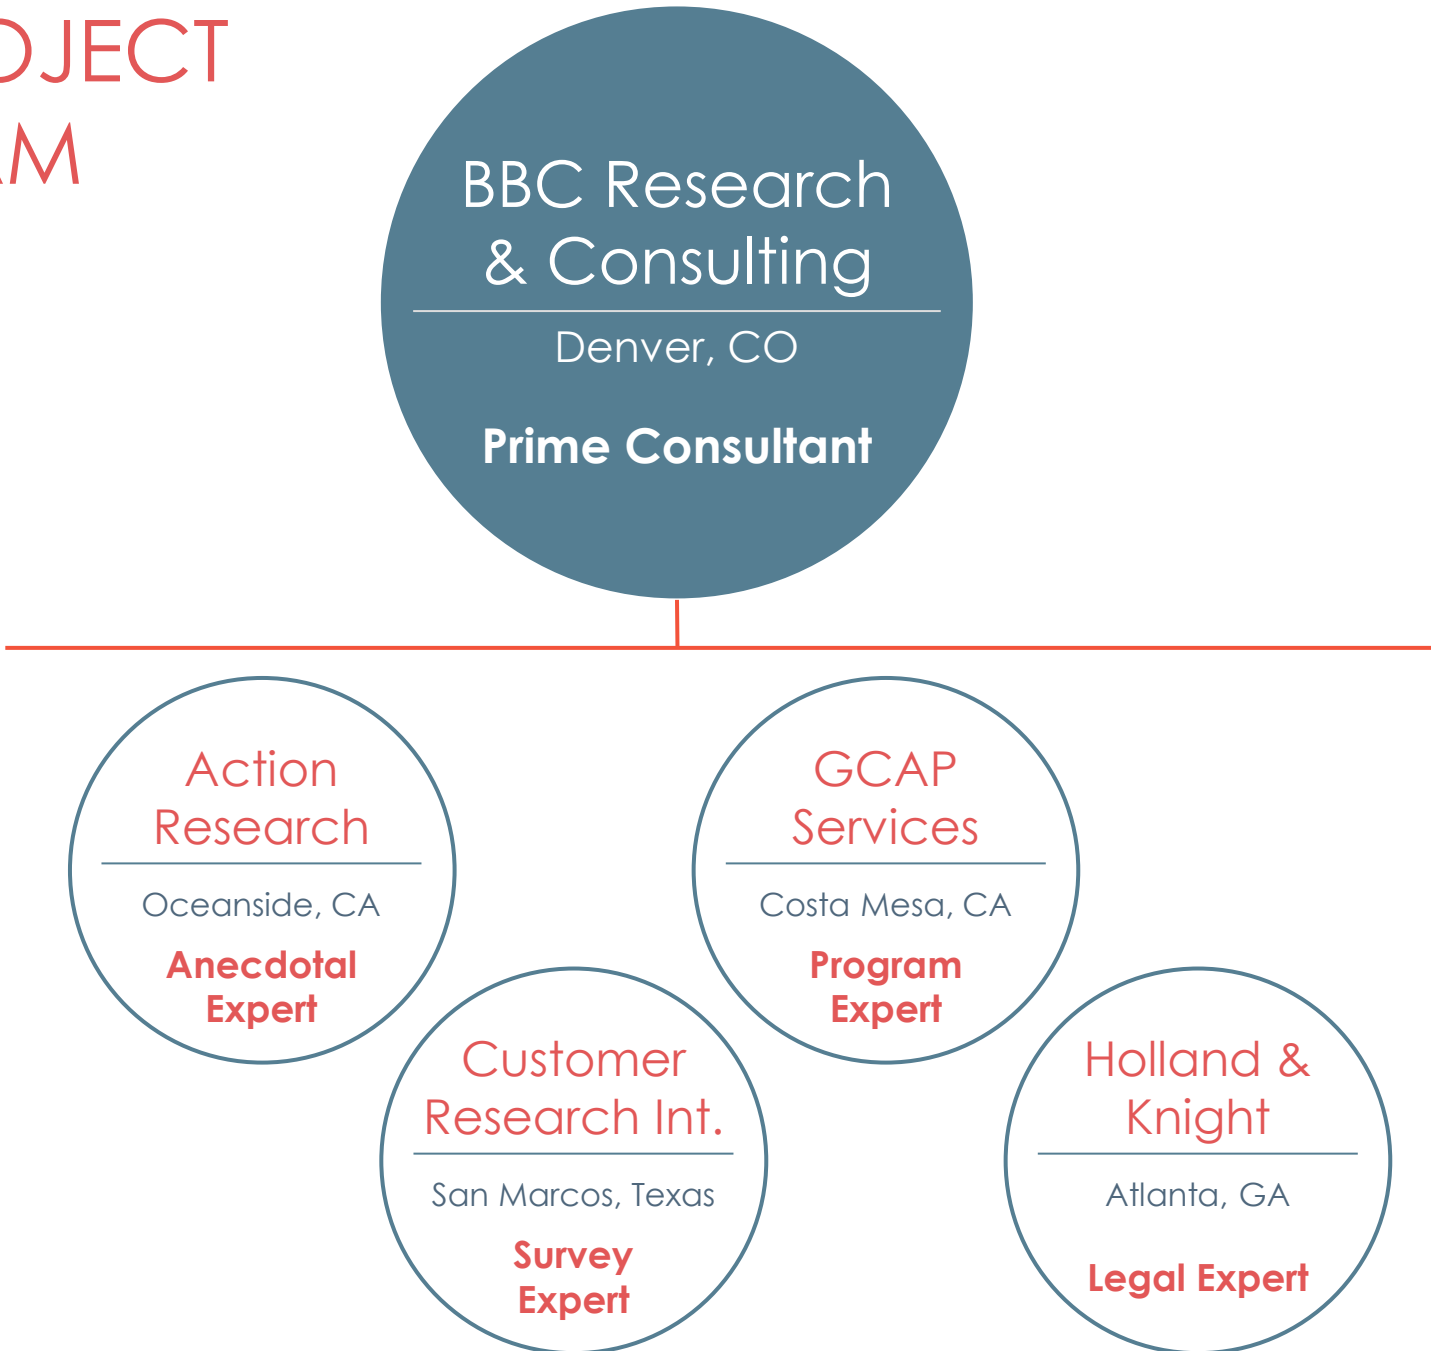 OJECT
AM
BBC Research
& Consulting
Denver, CO
Prime Consultant
Action
Research
Oceanside, CA
Anecdotal
Expert
GCAP
Services
Costa Mesa, CA
Program
Expert
Customer
Research Int.
San Marcos, Texas
Survey
Expert
Holland &
Knight
Atlanta, GA
Legal Expert